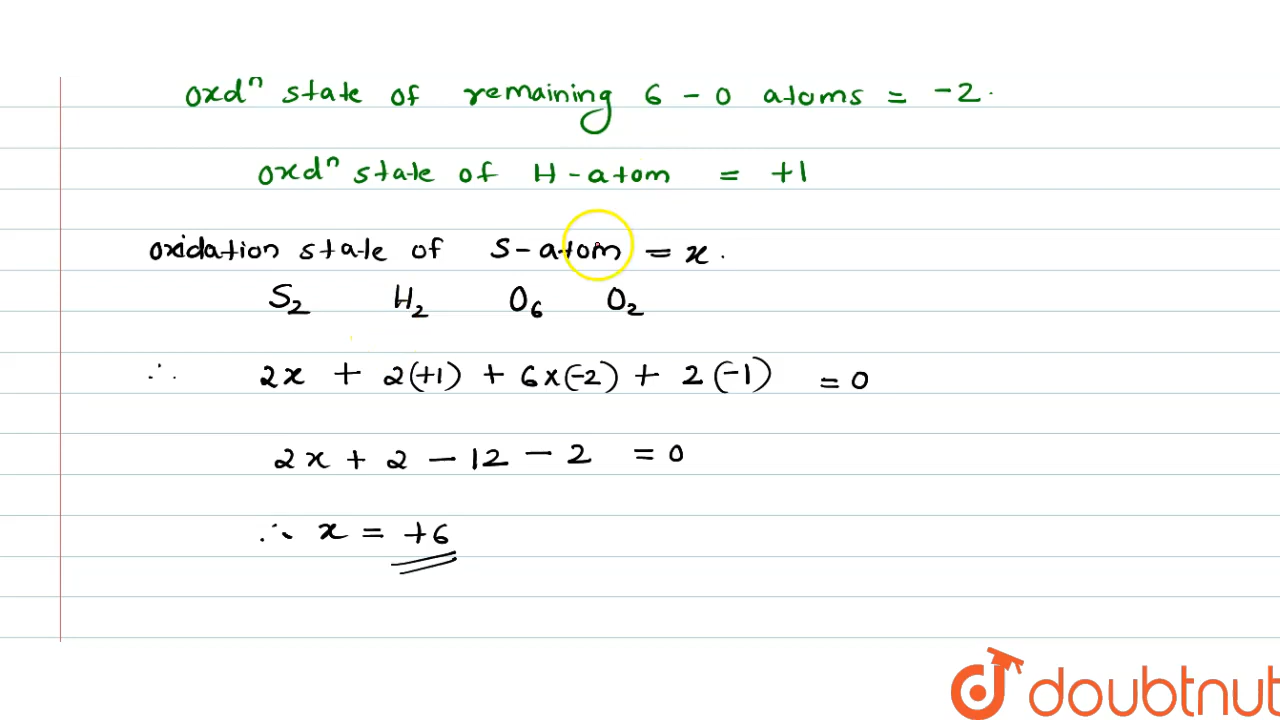 oxdⁿ state of remaining 6 - O atoms = -2.
oxdⁿ state of H - atom = +1
oxidation state of S - atom = x.
S₂ H₂ O₆ O₂
∴ 2x + 2(+1) + 6x(-2) + 2(-1) = 0
2x + 2 - 12 - 2 = 0
∴ x = +6
doubtnut